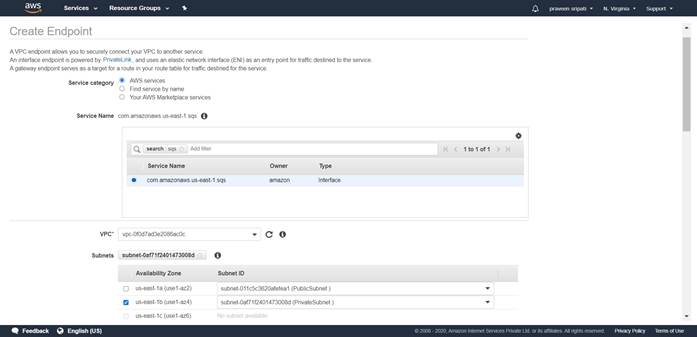 aws Services Resource Groups praveen sripati N. Virginia Support
Create Endpoint
A VPC endpoint allows you to securely connect your VPC to another service.
An interface endpoint is powered by PrivateLink, and uses an elastic network interface (ENI) as an entry point for traffic destined to the service.
A gateway endpoint serves as a target for a route in your route table for traffic destined for the service.
Service category AWS services
Find service by name
Your AWS Marketplace services
Service Name com.amazonaws.us-east-1.sqs
search : sqs Add filter 1 to 1 of 1
Service Name Owner Type
com.amazonaws.us-east-1.sqs amazon Interface
VPC* vpc-0f0d7ad3e2086ac0c
Subnets subnet-0af71f2401473008d
Availability Zone Subnet ID
us-east-1a (use1-az2) (PublicSubnet )
us-east-1b (use1-az4) subnet-0af71f2401473008d (PrivateSubnet )
us-east-1c (use1-az6) No subnet available
Feedback English (US) © 2008 - 2020, Amazon Internet Services Private Ltd. or its affiliates. All rights reserved. Privacy Policy Terms of Use